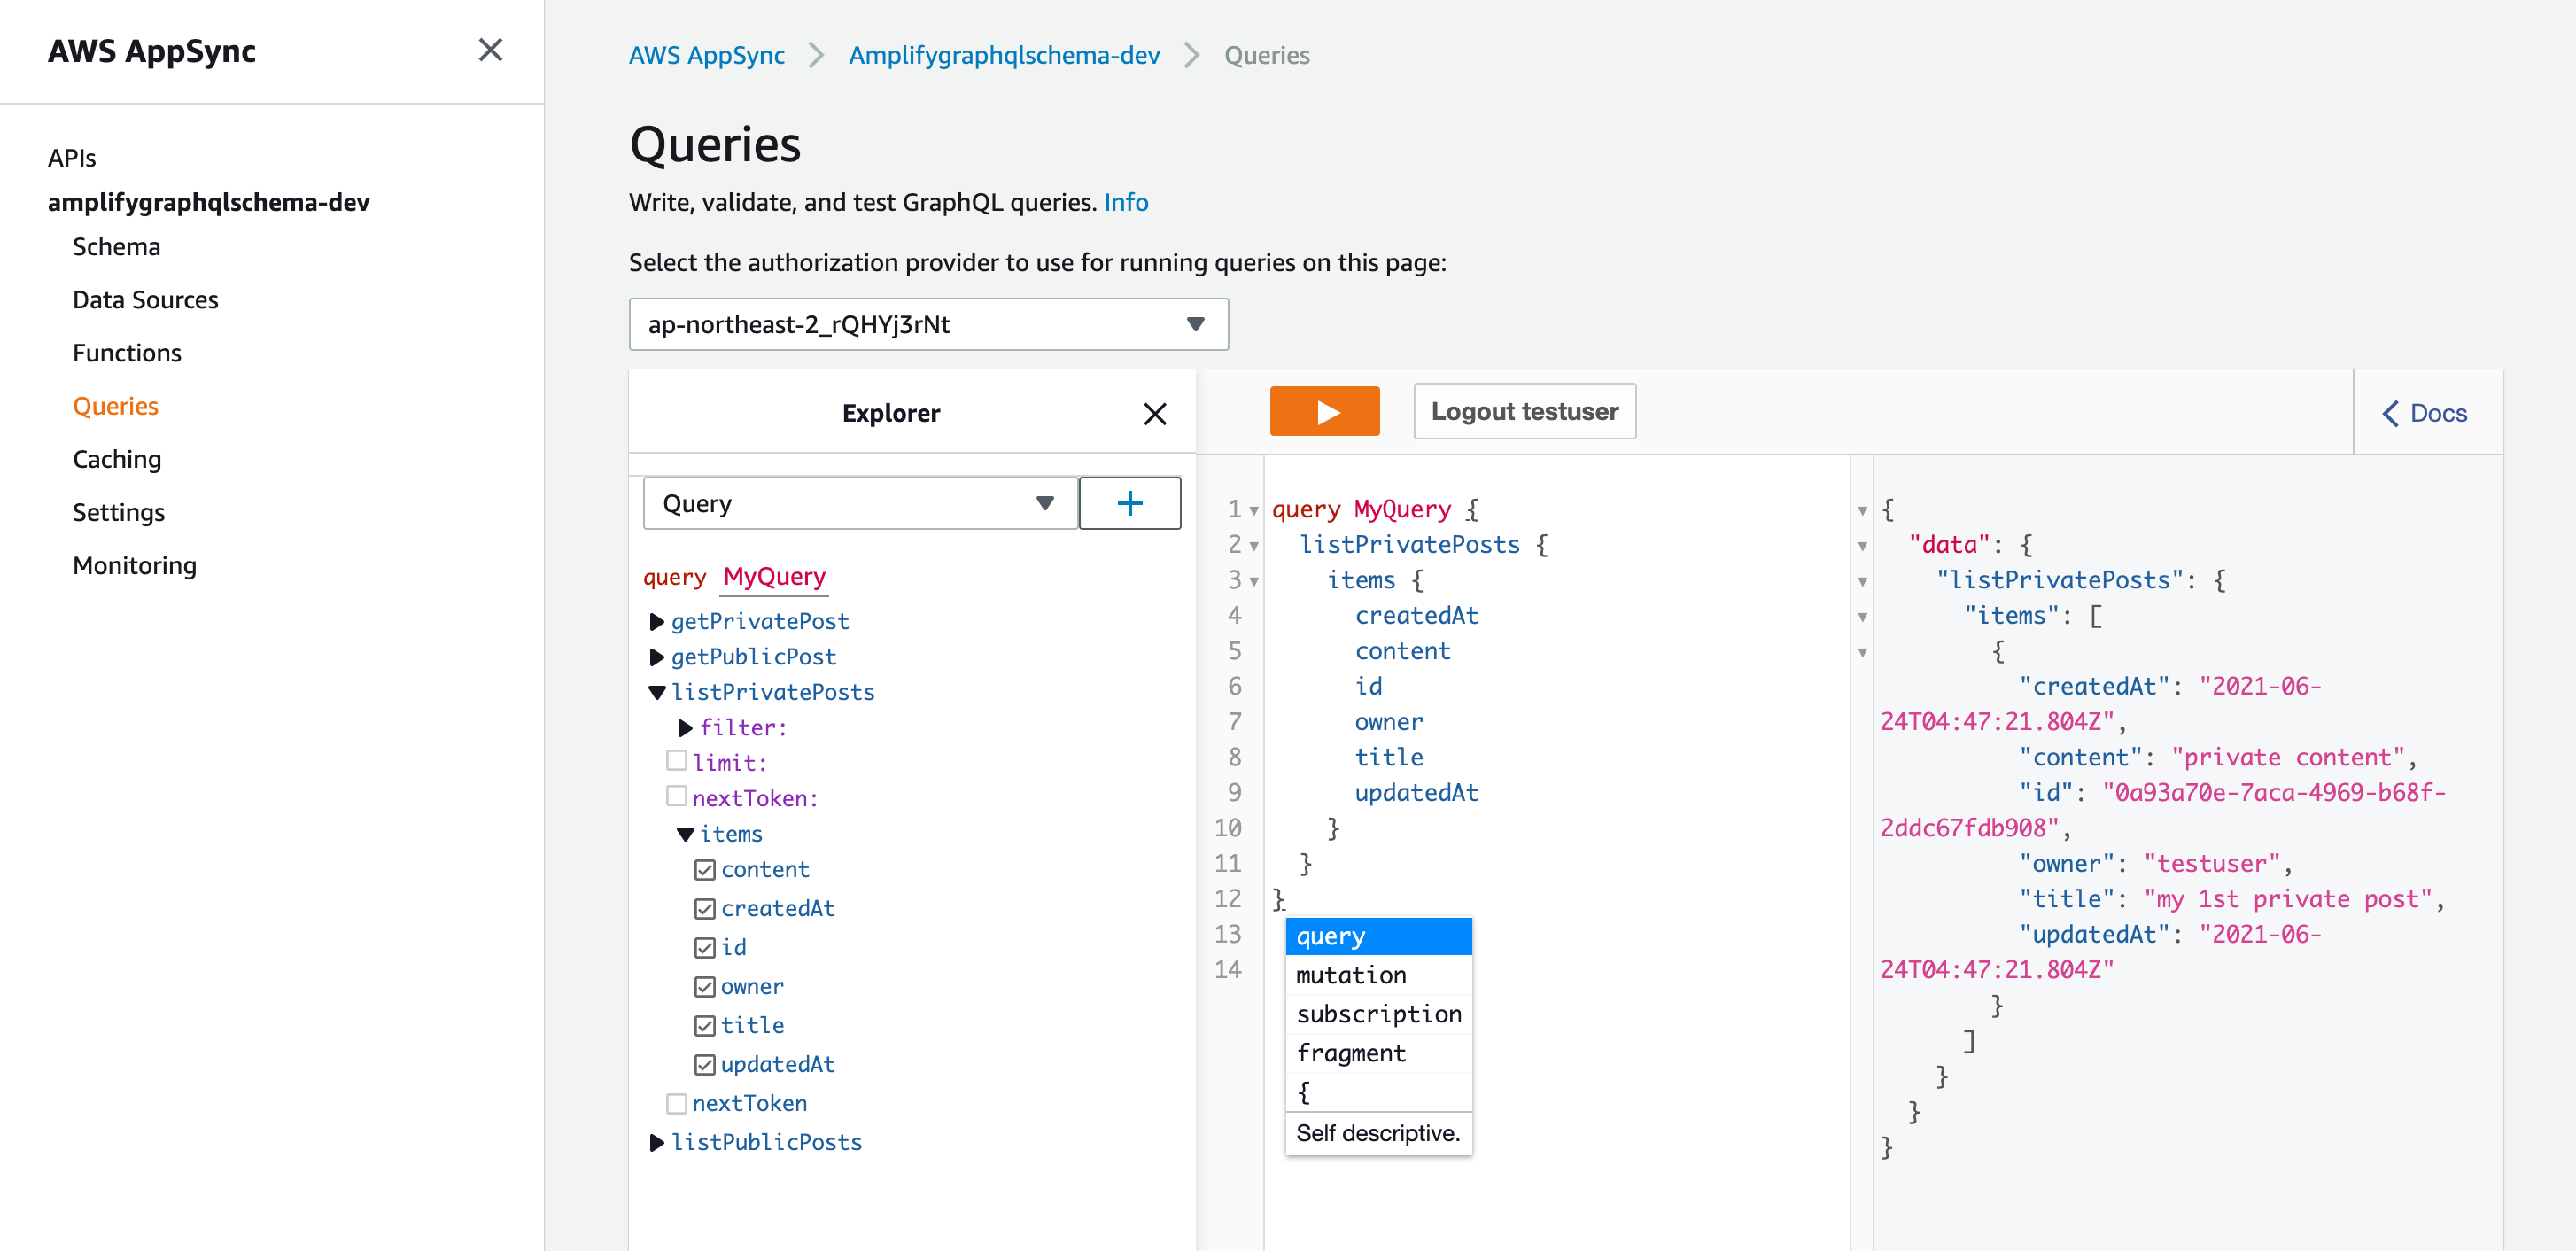 AWS AppSync
APIs
amplifygraphqlschema-dev
Schema
Data Sources
Functions
Queries
Caching
Settings
Monitoring
AWS AppSync Amplifygraphqlschema-dev Queries
Queries
Write, validate, and test GraphQL queries. Info
Select the authorization provider to use for running queries on this page:
ap-northeast-2_rQHYj3rNt
Explorer
Query
query MyQuery
getPrivatePost
getPublicPost
listPrivatePosts
filter:
limit:
nextToken:
items
content
createdAt
id
owner
title
updatedAt
nextToken
listPublicPosts
Logout testuser
Docs
1 query MyQuery {
2 listPrivatePosts {
3 items {
4 createdAt
5 content
6 id
7 owner
8 title
9 updatedAt
10 }
11 }
12 }
13
14
query
mutation
subscription
fragment
{
Self descriptive.
{
"data": {
"listPrivatePosts": {
"items": [
{
"createdAt": "2021-06-
24T04:47:21.804Z",
"content": "private content",
"id": "0a93a70e-7aca-4969-b68f-
2ddc67fdb908",
"owner": "testuser",
"title": "my 1st private post",
"updatedAt": "2021-06-
24T04:47:21.804Z"
}
]
}
}
}